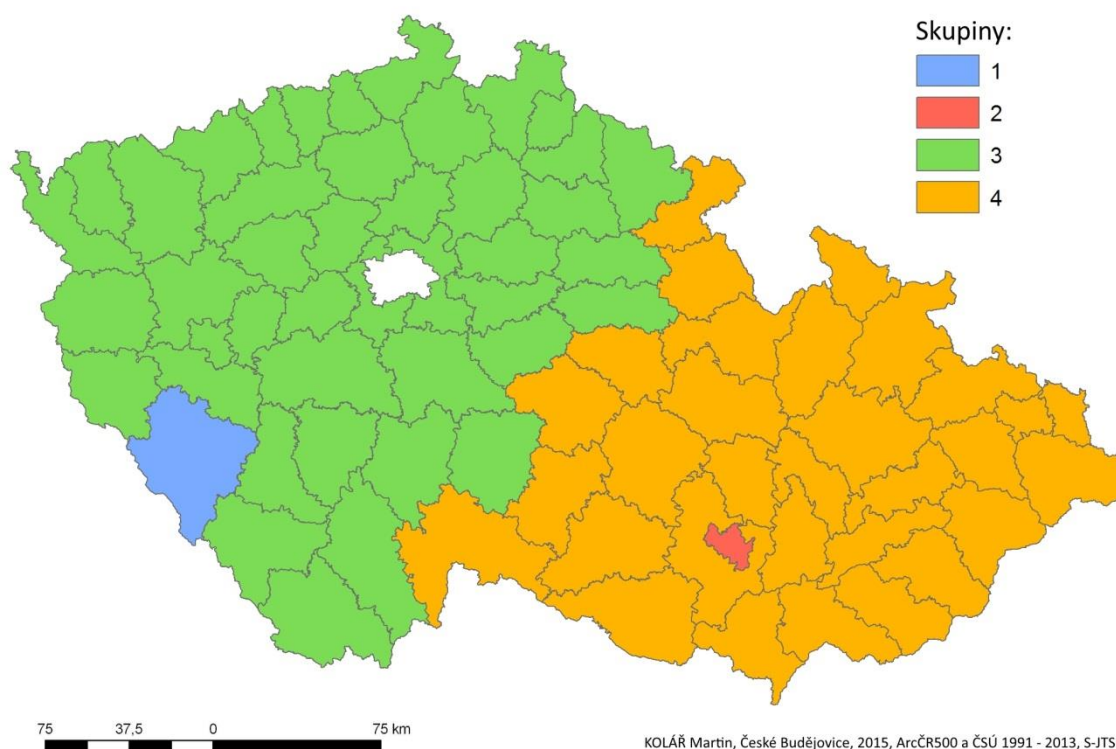 Skupiny:
1
2
3
4
75 37,5 0 75 km
KOLÁŘ Martin, České Budějovice, 2015, ArcČR500 a ČSÚ 1991 - 2013, S-JTS